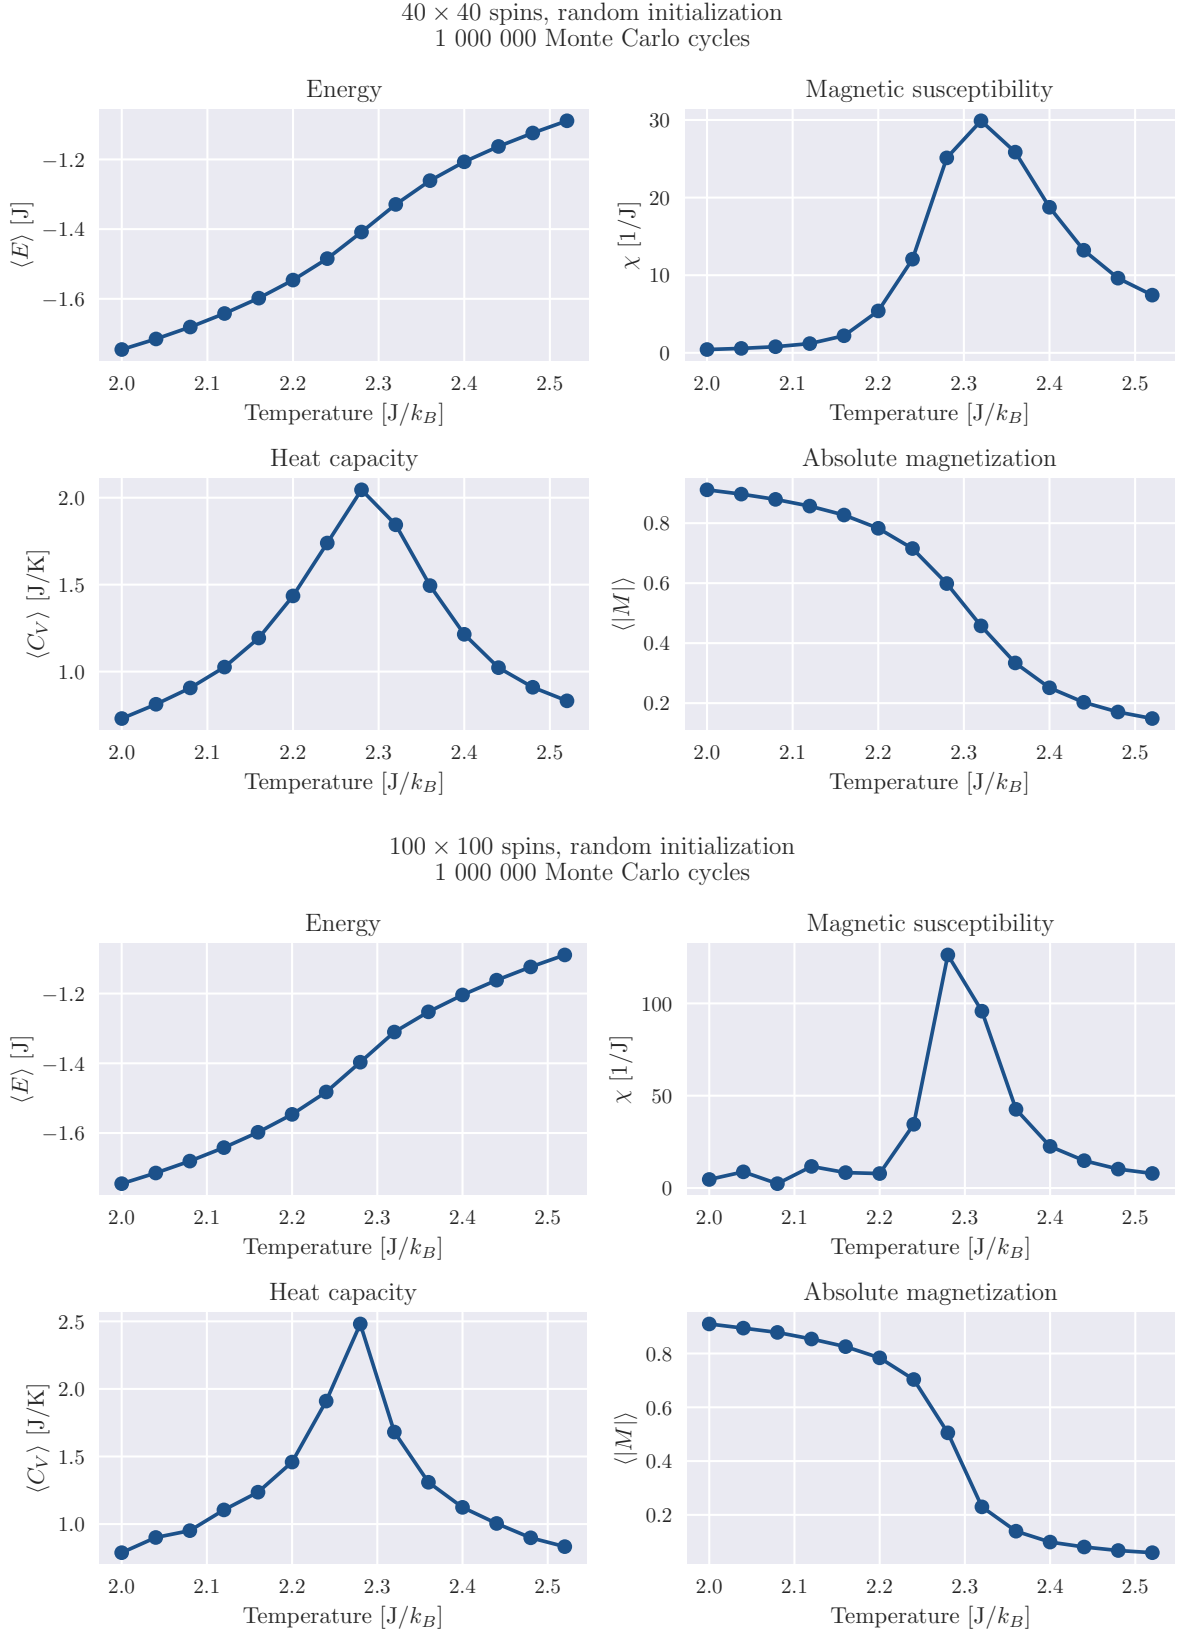 40 × 40 spins, random initialization
1 000 000 Monte Carlo cycles
Energy
⟨E⟩ [J]
−1.2
−1.4
−1.6
2.0 2.1 2.2 2.3 2.4 2.5
Temperature [J/k_B]
Magnetic susceptibility
χ [1/J]
30
20
10
0
2.0 2.1 2.2 2.3 2.4 2.5
Temperature [J/k_B]
Heat capacity
⟨C_V⟩ [J/K]
2.0
1.5
1.0
2.0 2.1 2.2 2.3 2.4 2.5
Temperature [J/k_B]
Absolute magnetization
⟨|M|⟩
0.8
0.6
0.4
0.2
2.0 2.1 2.2 2.3 2.4 2.5
Temperature [J/k_B]
100 × 100 spins, random initialization
1 000 000 Monte Carlo cycles
Energy
⟨E⟩ [J]
−1.2
−1.4
−1.6
2.0 2.1 2.2 2.3 2.4 2.5
Temperature [J/k_B]
Magnetic susceptibility
χ [1/J]
100
50
0
2.0 2.1 2.2 2.3 2.4 2.5
Temperature [J/k_B]
Heat capacity
⟨C_V⟩ [J/K]
2.5
2.0
1.5
1.0
2.0 2.1 2.2 2.3 2.4 2.5
Temperature [J/k_B]
Absolute magnetization
⟨|M|⟩
0.8
0.6
0.4
0.2
2.0 2.1 2.2 2.3 2.4 2.5
Temperature [J/k_B]